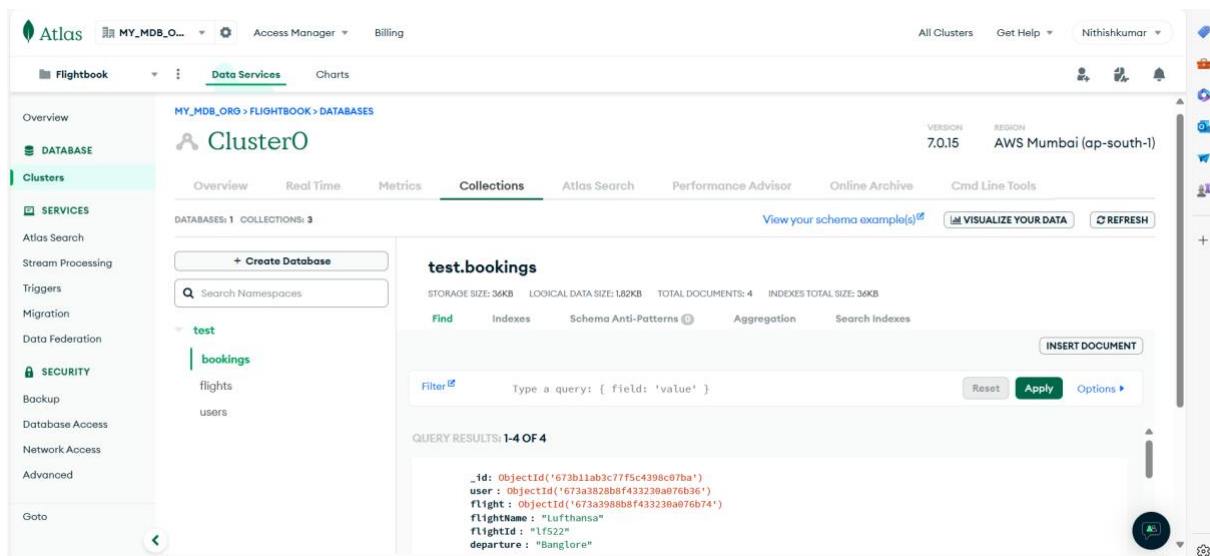 Atlas
MY_MDB_O...
Access Manager
Billing
All Clusters
Get Help
Nithishkumar
Flightbook
Data Services
Charts
Overview
DATABASE
Clusters
SERVICES
Atlas Search
Stream Processing
Triggers
Migration
Data Federation
SECURITY
Backup
Database Access
Network Access
Advanced
Goto
MY_MDB_ORG > FLIGHTBOOK > DATABASES
Cluster0
VERSION
7.0.15
REGION
AWS Mumbai (ap-south-1)
Overview
Real Time
Metrics
Collections
Atlas Search
Performance Advisor
Online Archive
Cmd Line Tools
DATABASES: 1 COLLECTIONS: 3
View your schema example(s)
VISUALIZE YOUR DATA
REFRESH
+ Create Database
Search Namespaces
test
bookings
flights
users
test.bookings
STORAGE SIZE: 36KB LOGICAL DATA SIZE: 1.82KB TOTAL DOCUMENTS: 4 INDEXES TOTAL SIZE: 36KB
Find
Indexes
Schema Anti-Patterns 0
Aggregation
Search Indexes
INSERT DOCUMENT
Filter
Type a query: { field: 'value' }
Reset
Apply
Options
QUERY RESULTS: 1-4 OF 4
_id: ObjectId('673b11ab3c77f5c4398c07ba')
user : ObjectId('673a3828b8f433230a076b36')
flight : ObjectId('673a3988b8f433230a076b74')
flightName : "Lufthansa"
flightId : "lf522"
departure : "Banglore"